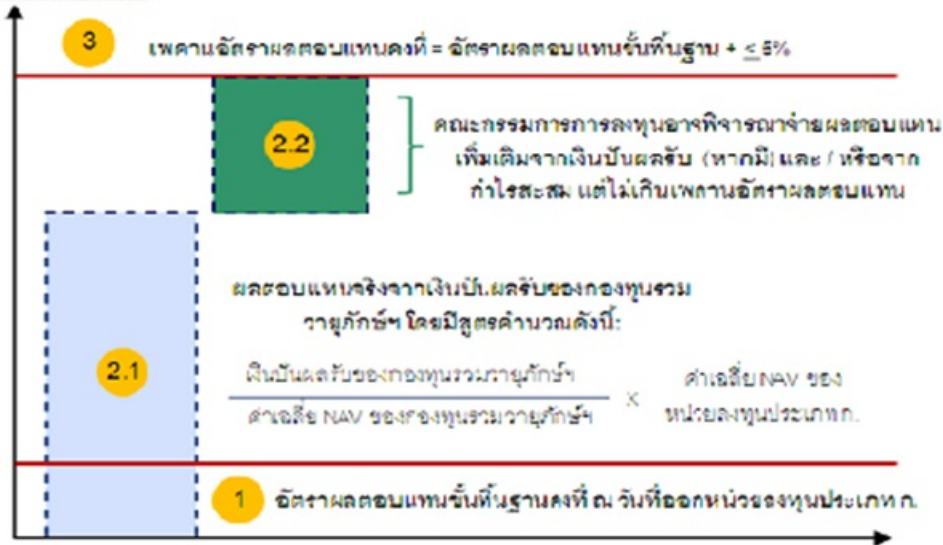 3
เพดานอัตราผลตอบแทนคงที่ = อัตราผลตอบแทนขั้นพื้นฐาน + ≤ 5%
2.2
คณะกรรมการการลงทุนอาจพิจารณาจ่ายผลตอบแทน
เพิ่มเติมจากเงินปันผลรับ (หากมี) และ / หรือจาก
กำไรสะสม แต่ไม่เกินเพดานอัตราผลตอบแทน
ผลตอบแทนจริงจากเงินปันผลรับของกองทุนรวม
วายุภักษ์ฯ โดยมีสูตรคำนวณดังนี้:
2.1
เงินปันผลรับของกองทุนรวมวายุภักษ์ฯ
ค่าเฉลี่ย NAV ของกองทุนรวมวายุภักษ์ฯ
X
ค่าเฉลี่ย NAV ของ
หน่วยลงทุนประเภท ก.
1
อัตราผลตอบแทนขั้นพื้นฐานคงที่ ณ วันที่ออกหน่วยลงทุนประเภท ก.